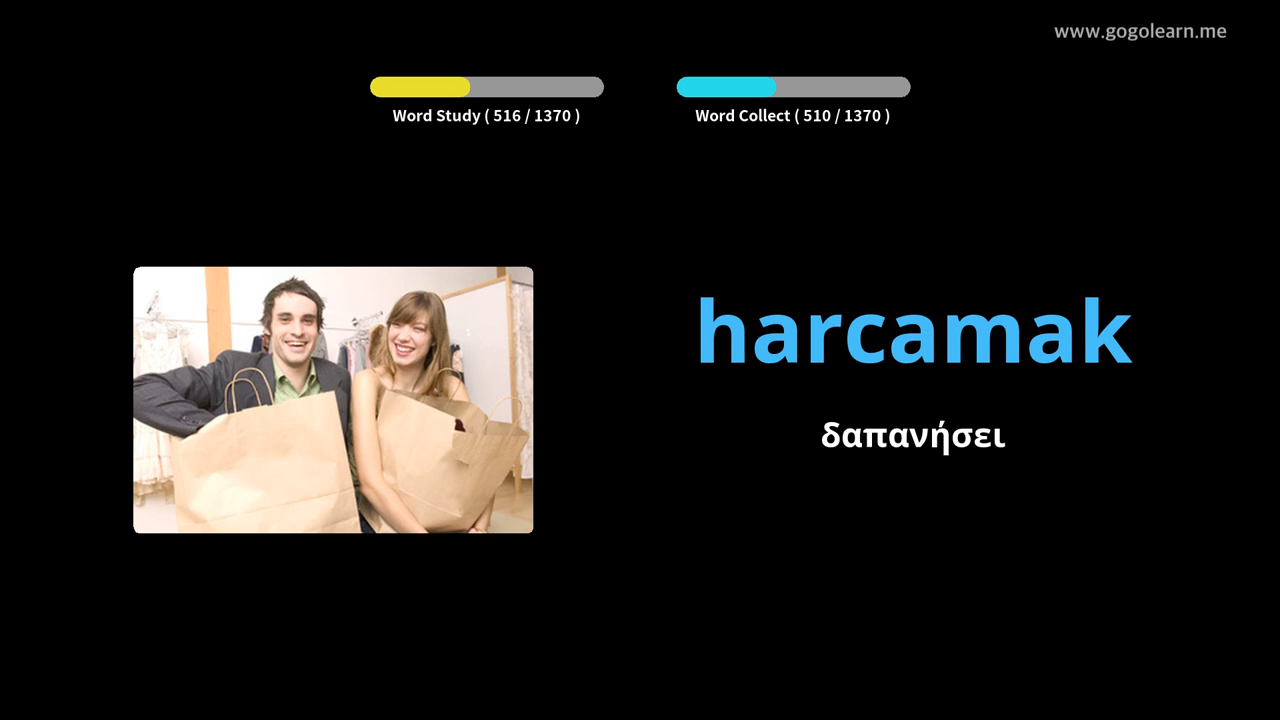 www.gogolearn.me
Word Study ( 516 / 1370 )
Word Collect ( 510 / 1370 )
harcamak
δαπανήσει